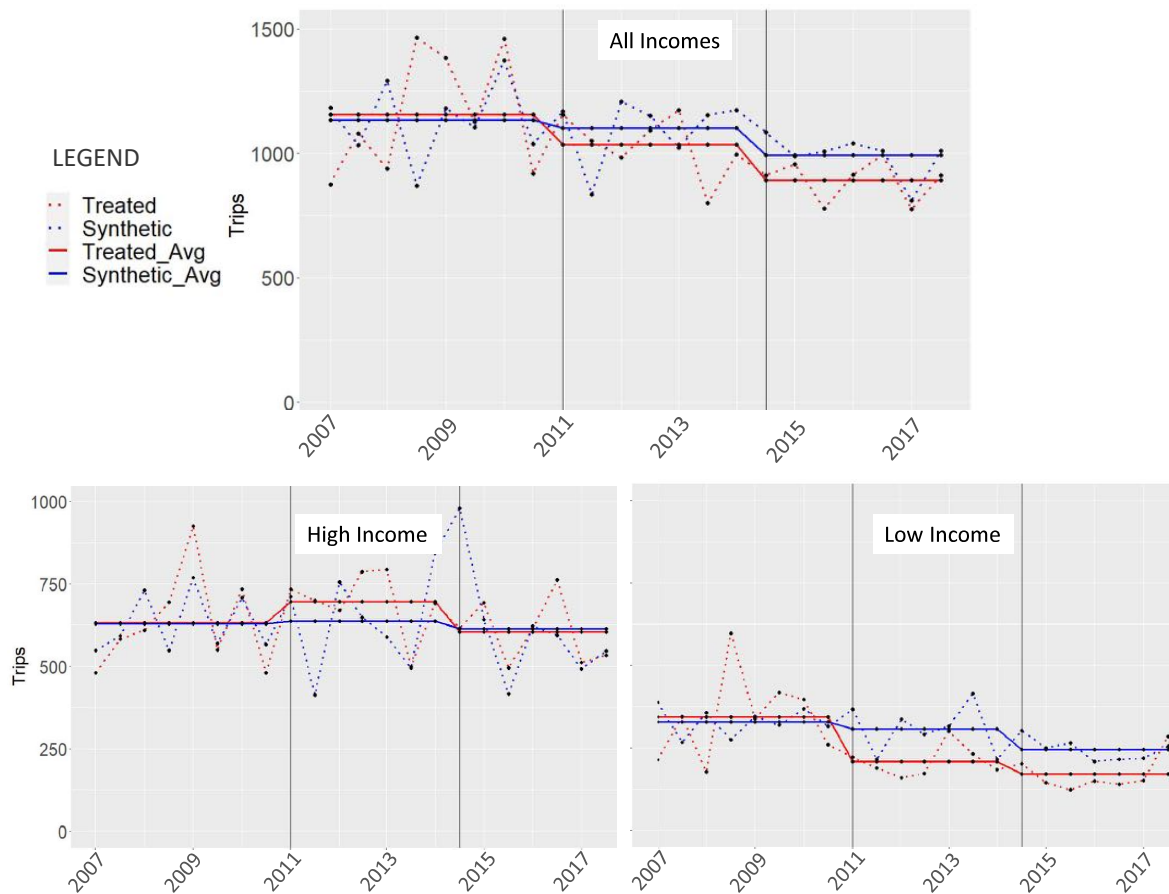 1500
All Incomes
1000
LEGEND
Treated
Synthetic
Treated_Avg
Synthetic_Avg
Trips
500
0
2007
2009
2011
2013
2015
2017
1000
High Income
Low Income
750
500
Trips
250
0
2007
2009
2011
2013
2015
2017
2007
2009
2011
2013
2015
2017